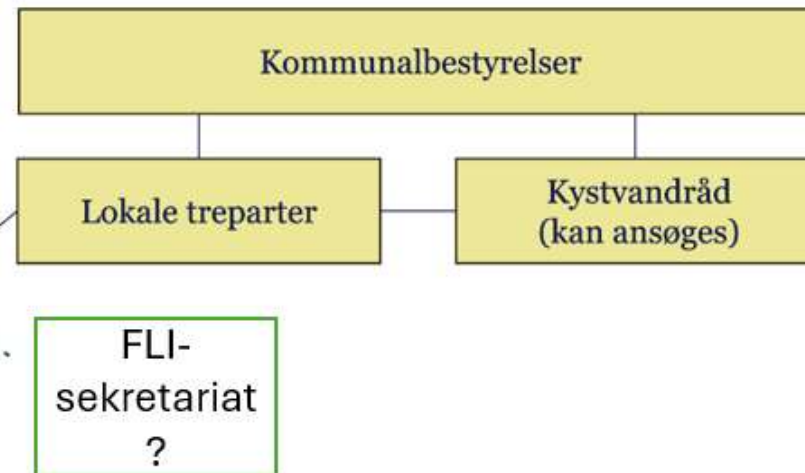 Kommunalbestyrelser
Lokale treparter
Kystvandråd
(kan ansøges)
FLI-
sekretariat
?